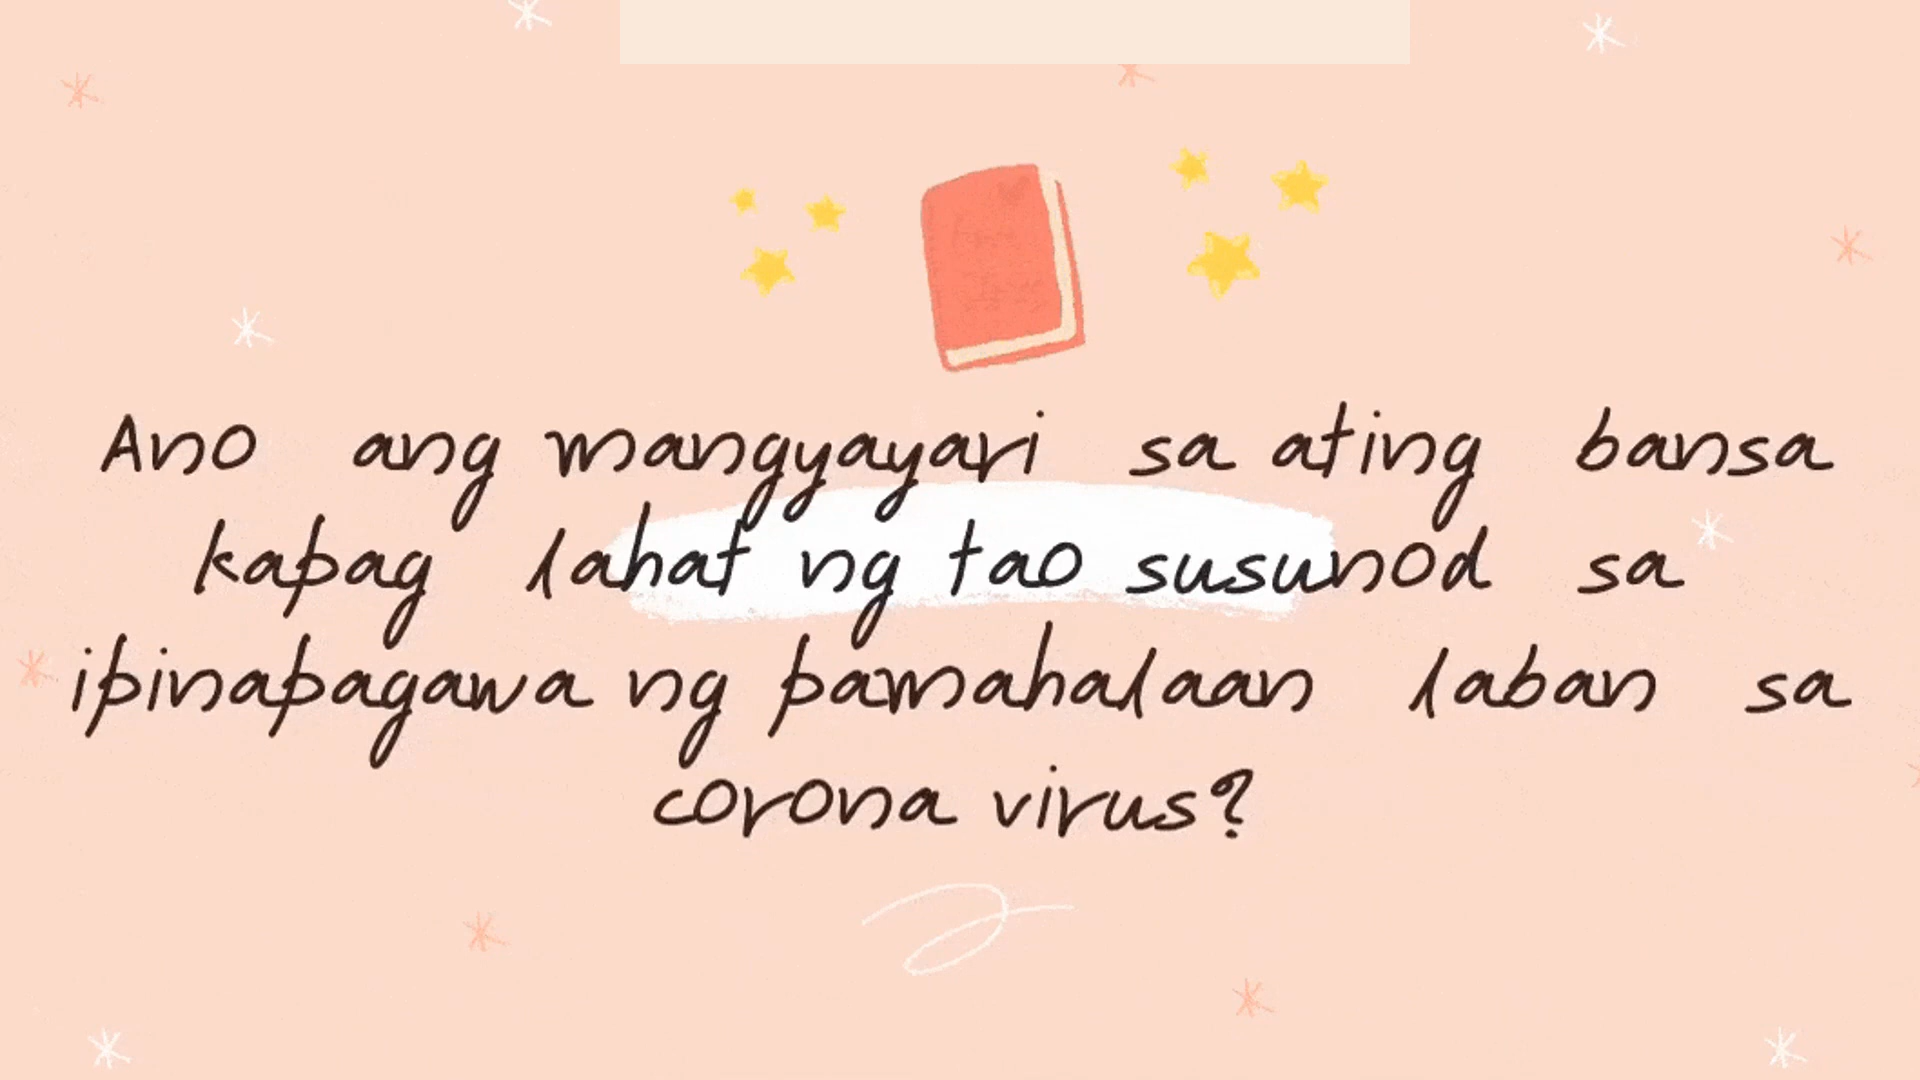 Ano ang mangyayari sa ating bansa
kapag lahat ng tao susunod sa
ipinapagawa ng pamahalaan laban sa
corona virus?